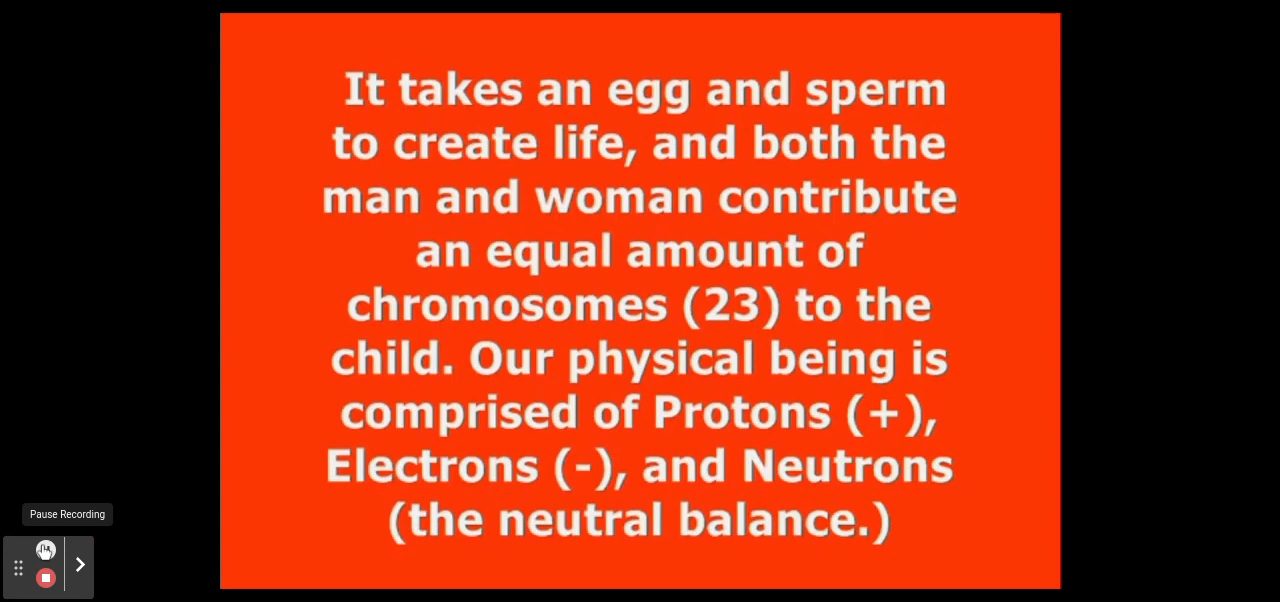 It takes an egg and sperm
to create life, and both the
man and woman contribute
an equal amount of
chromosomes (23) to the
child. Our physical being is
comprised of Protons (+),
Electrons (-), and Neutrons
(the neutral balance.)
Pause Recording